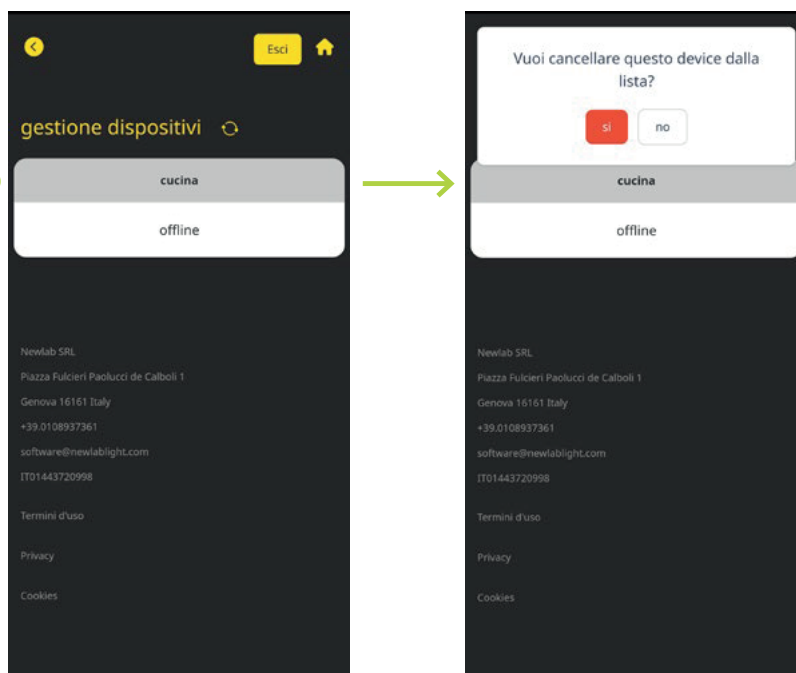 Esci
gestione dispositivi
cucina
offline
Newlab SRL
Piazza Fulcieri Paolucci de Calboli 1
Genova 16161 Italy
+39.0108937361
software@newlablight.com
IT01443720998
Termini d'uso
Privacy
Cookies
Vuoi cancellare questo device dalla
lista?
si
no
cucina
offline
Newlab SRL
Piazza Fulcieri Paolucci de Calboli 1
Genova 16161 Italy
+39.0108937361
software@newlablight.com
IT01443720998
Termini d'uso
Privacy
Cookies